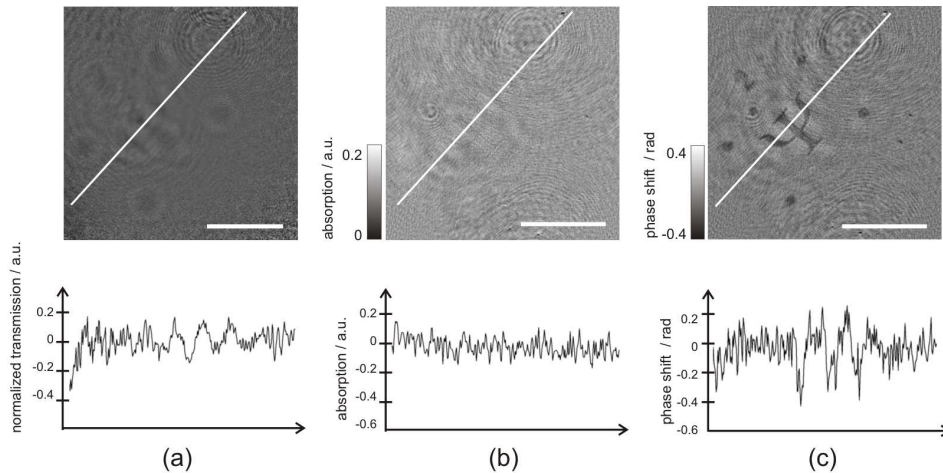 absorption / a.u.
0.2
0
phase shift / rad
0.4
-0.4
normalized transmission / a.u.
0.2
0
-0.2
-0.4
absorption / a.u.
0.2
0
-0.2
-0.4
-0.6
phase shift / rad
0.2
0
-0.2
-0.4
-0.6
(a)
(b)
(c)